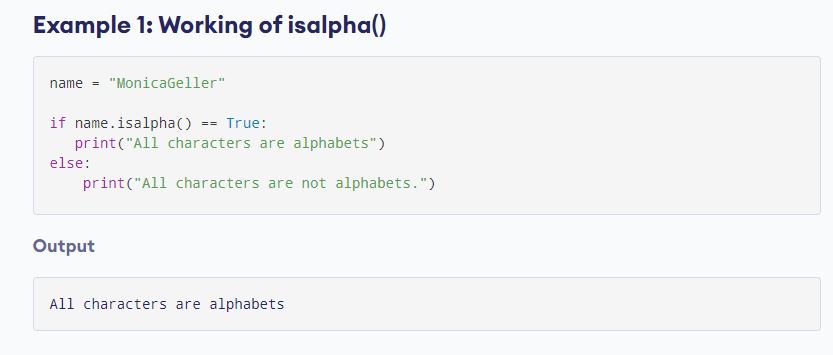 Example 1: Working of isalpha()
name = "MonicaGeller"
if name.isalpha() == True:
   print("All characters are alphabets")
else:
    print("All characters are not alphabets.")
Output
All characters are alphabets